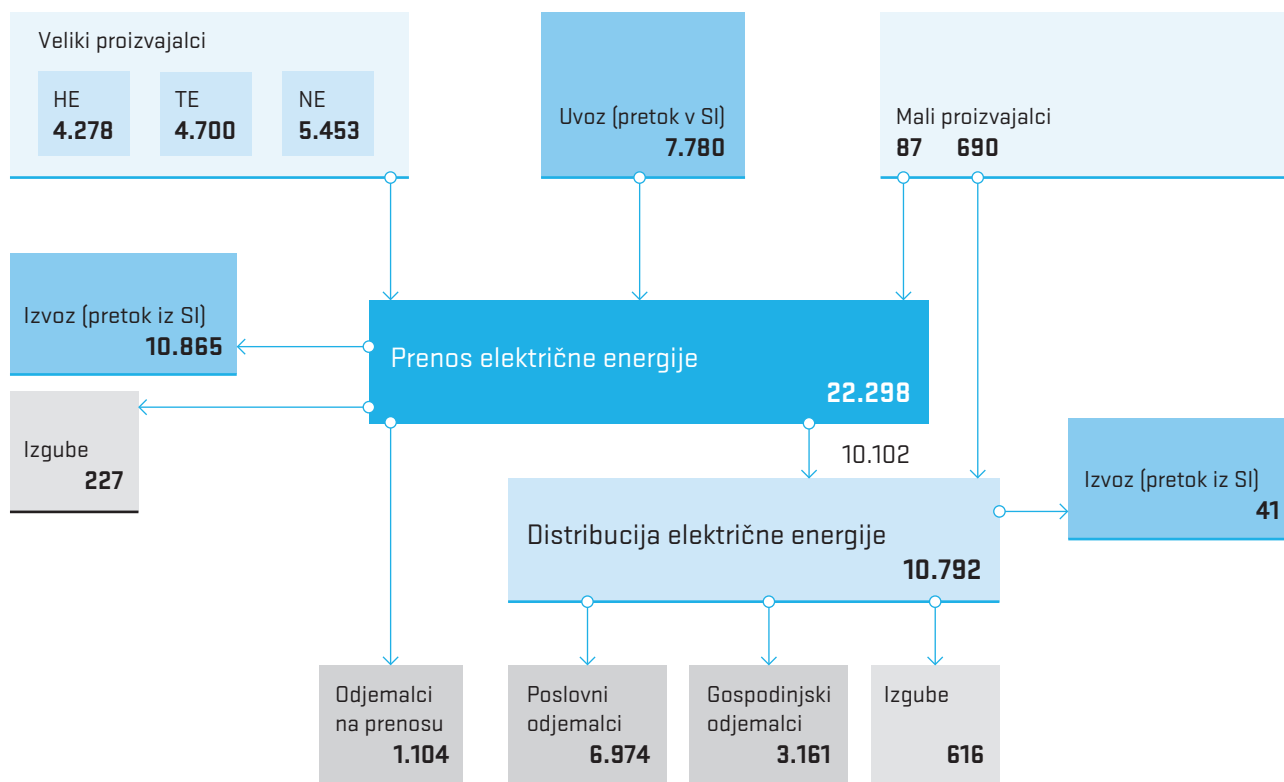 Veliki proizvajalci
HE
4.278
TE
4.700
NE
5.453
Uvoz (pretok v SI)
7.780
Mali proizvajalci
87 690
Izvoz (pretok iz SI)
10.865
Prenos električne energije
22.298
Izgube
227
10.102
Izvoz (pretok iz SI)
41
Distribucija električne energije
10.792
Odjemalci
na prenosu
1.104
Poslovni
odjemalci
6.974
Gospodinjski
odjemalci
3.161
Izgube
616